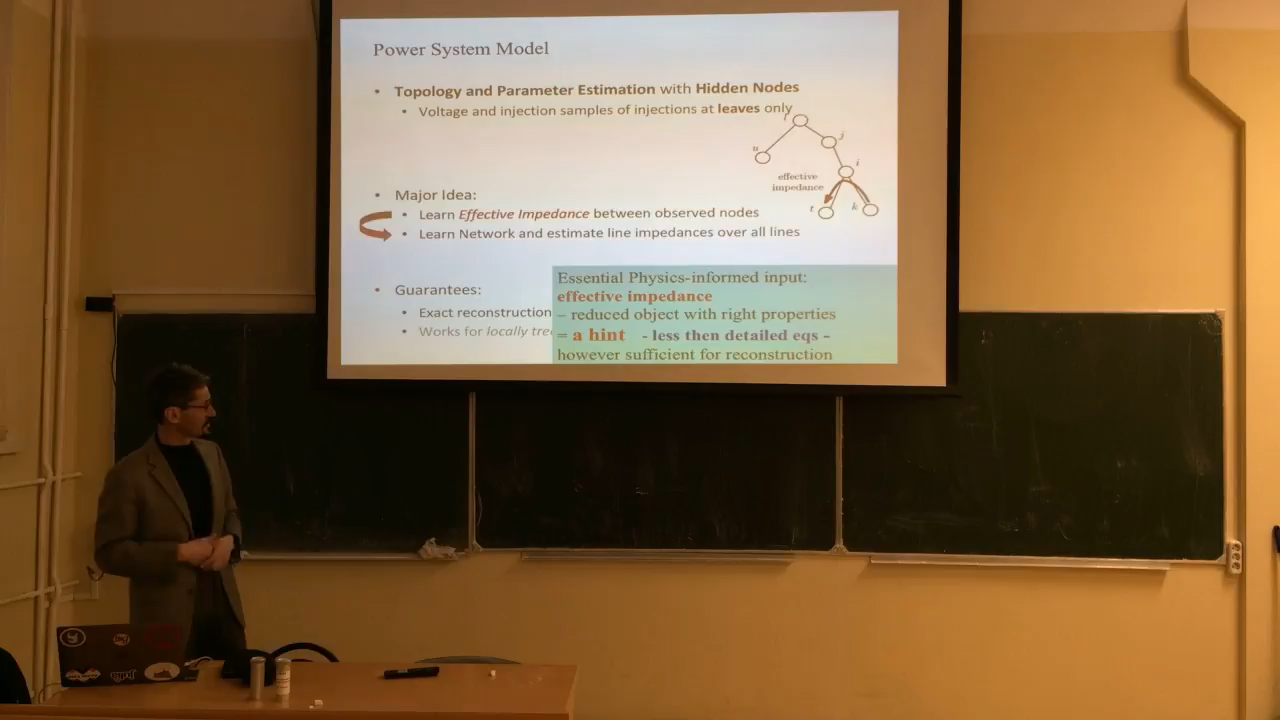 Power System Model
• Topology and Parameter Estimation with Hidden Nodes
• Voltage and injection samples of injections at leaves only
j
u
i
effective
impedance
t
k
• Major Idea:
• Learn Effective Impedance between observed nodes
• Learn Network and estimate line impedances over all lines
• Guarantees:
• Exact reconstruction
• Works for locally tre
Essential Physics-informed input:
effective impedance
– reduced object with right properties
= a hint - less then detailed eqs -
however sufficient for reconstruction